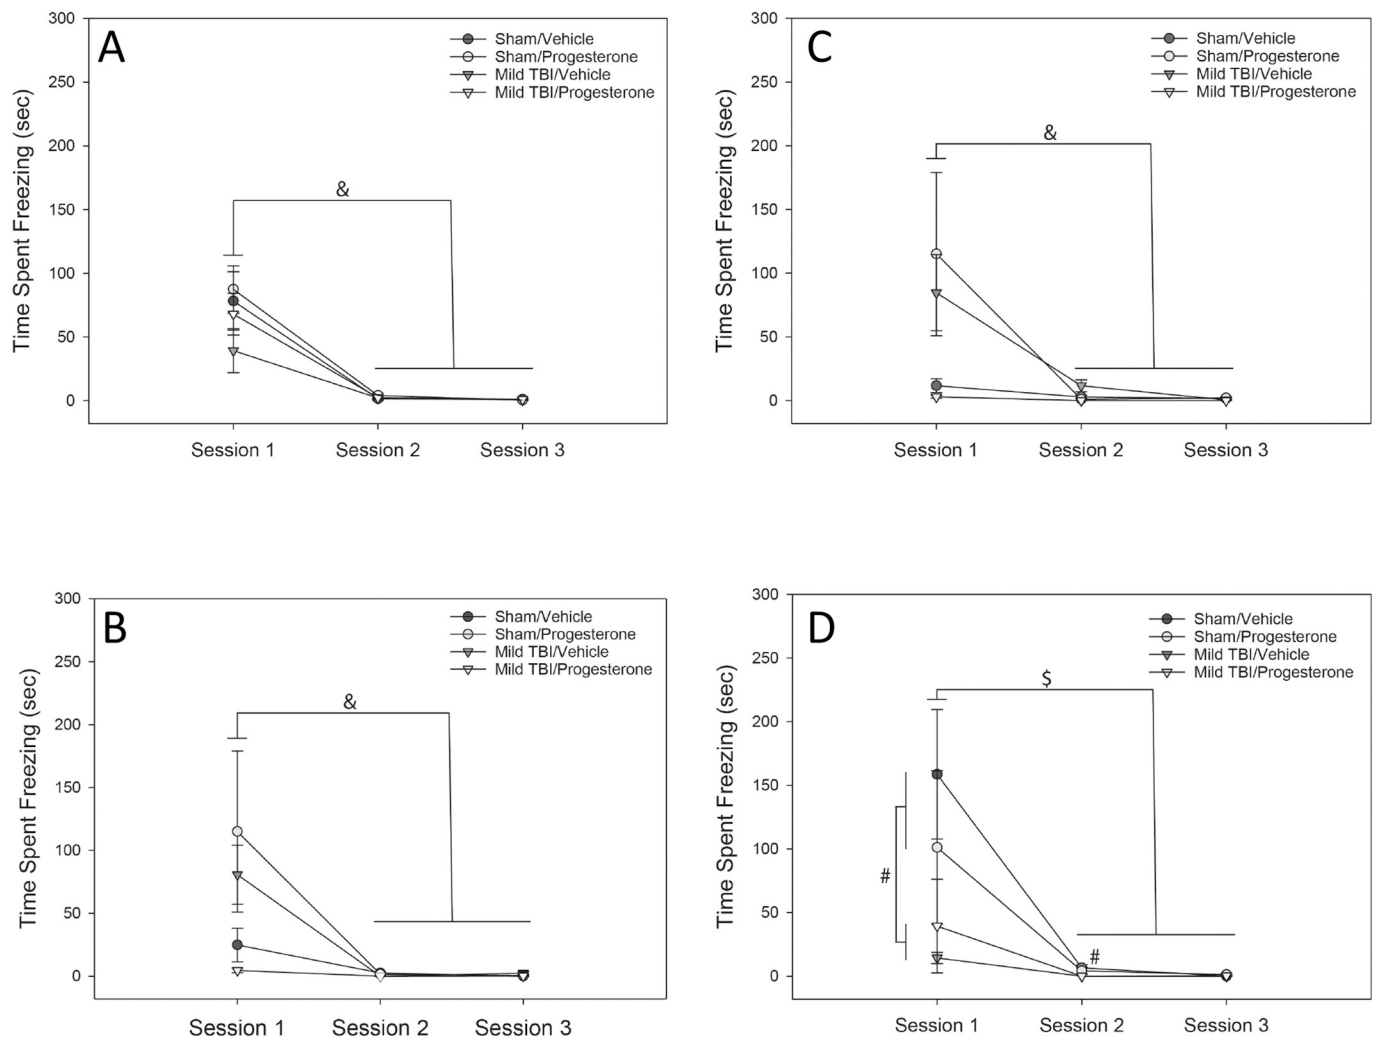 A
Time Spent Freezing (sec)
300
250
200
150
100
50
0
Sham/Vehicle
Sham/Progesterone
Mild TBI/Vehicle
Mild TBI/Progesterone
&
Session 1 Session 2 Session 3
C
Time Spent Freezing (sec)
300
250
200
150
100
50
0
Sham/Vehicle
Sham/Progesterone
Mild TBI/Vehicle
Mild TBI/Progesterone
&
Session 1 Session 2 Session 3
B
Time Spent Freezing (sec)
300
250
200
150
100
50
0
Sham/Vehicle
Sham/Progesterone
Mild TBI/Vehicle
Mild TBI/Progesterone
&
Session 1 Session 2 Session 3
D
Time Spent Freezing (sec)
300
250
200
150
100
50
0
Sham/Vehicle
Sham/Progesterone
Mild TBI/Vehicle
Mild TBI/Progesterone
$
#
#
Session 1 Session 2 Session 3